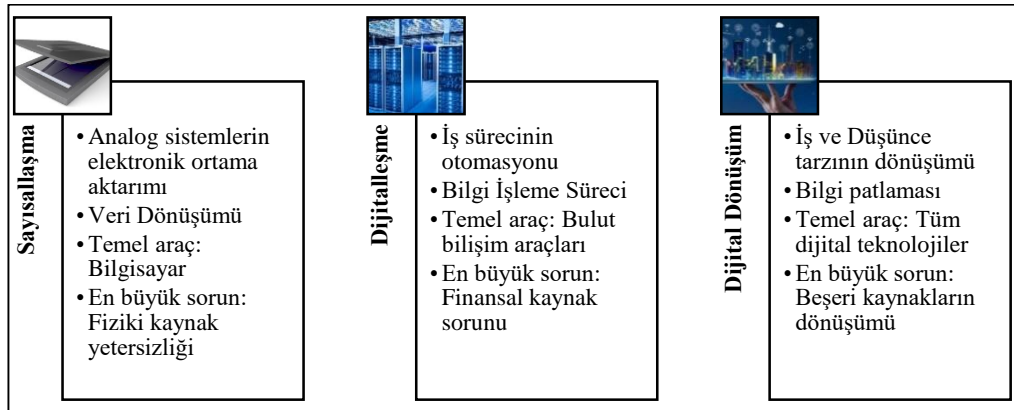 Sayısallaşma
• Analog sistemlerin
elektronik ortama
aktarımı
• Veri Dönüşümü
• Temel araç:
Bilgisayar
• En büyük sorun:
Fiziki kaynak
yetersizliği
Dijitalleşme
• İş sürecinin
otomasyonu
• Bilgi İşleme Süreci
• Temel araç: Bulut
bilişim araçları
• En büyük sorun:
Finansal kaynak
sorunu
Dijital Dönüşüm
• İş ve Düşünce
tarzının dönüşümü
• Bilgi patlaması
• Temel araç: Tüm
dijital teknolojiler
• En büyük sorun:
Beşeri kaynakların
dönüşümü